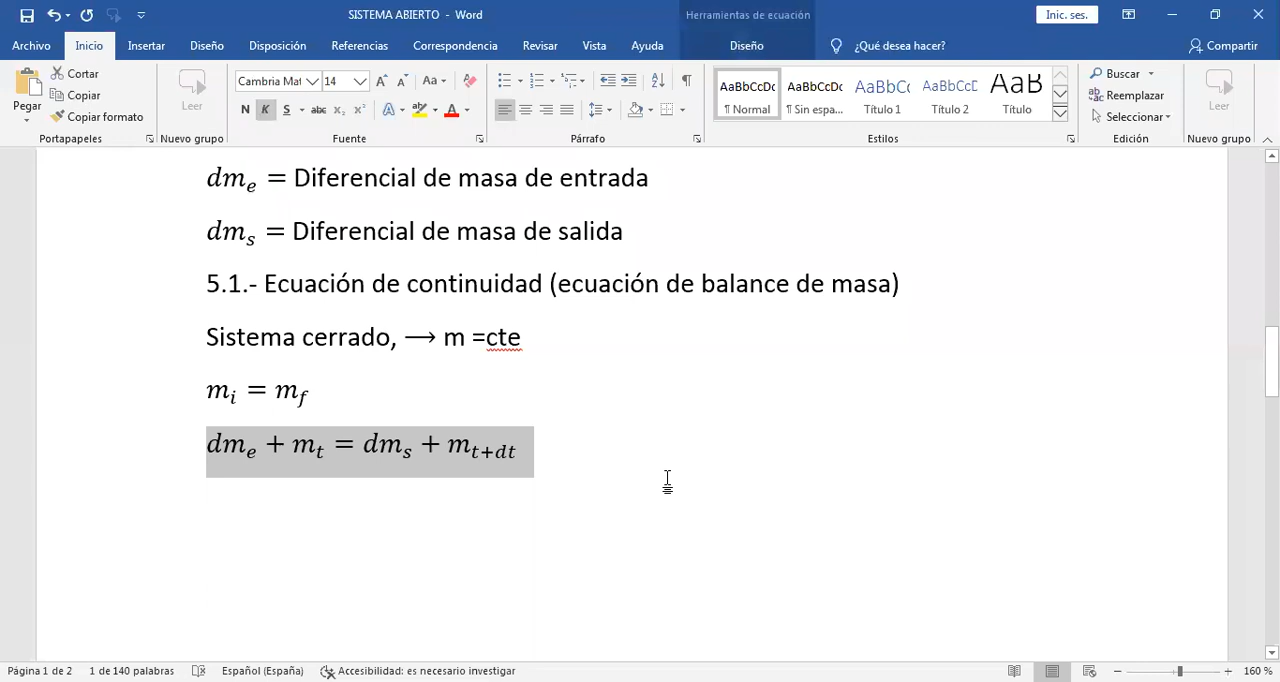 SISTEMA ABIERTO - Word
Herramientas de ecuación
Inic. ses.
Archivo Inicio Insertar Diseño Disposición Referencias Correspondencia Revisar Vista Ayuda Diseño ¿Qué desea hacer? Compartir
Pegar
Cortar
Copiar
Copiar formato
Portapapeles
Leer
Nuevo grupo
Cambria Mat 14
N K S abc x₂ x²
Fuente
Párrafo
AaBbCcDc AaBbCcDc AaBbCc AaBbCcD AaB
¶ Normal ¶ Sin espa... Título 1 Título 2 Título
Estilos
Buscar
Reemplazar
Seleccionar
Edición
Leer
Nuevo grupo
dmₑ = Diferencial de masa de entrada
dmₛ = Diferencial de masa de salida
5.1.- Ecuación de continuidad (ecuación de balance de masa)
Sistema cerrado, ⟶ m =cte
m_i = m_f
dm_e + m_t = dm_s + m_{t+dt}
Página 1 de 2 1 de 140 palabras Español (España) Accesibilidad: es necesario investigar 160 %